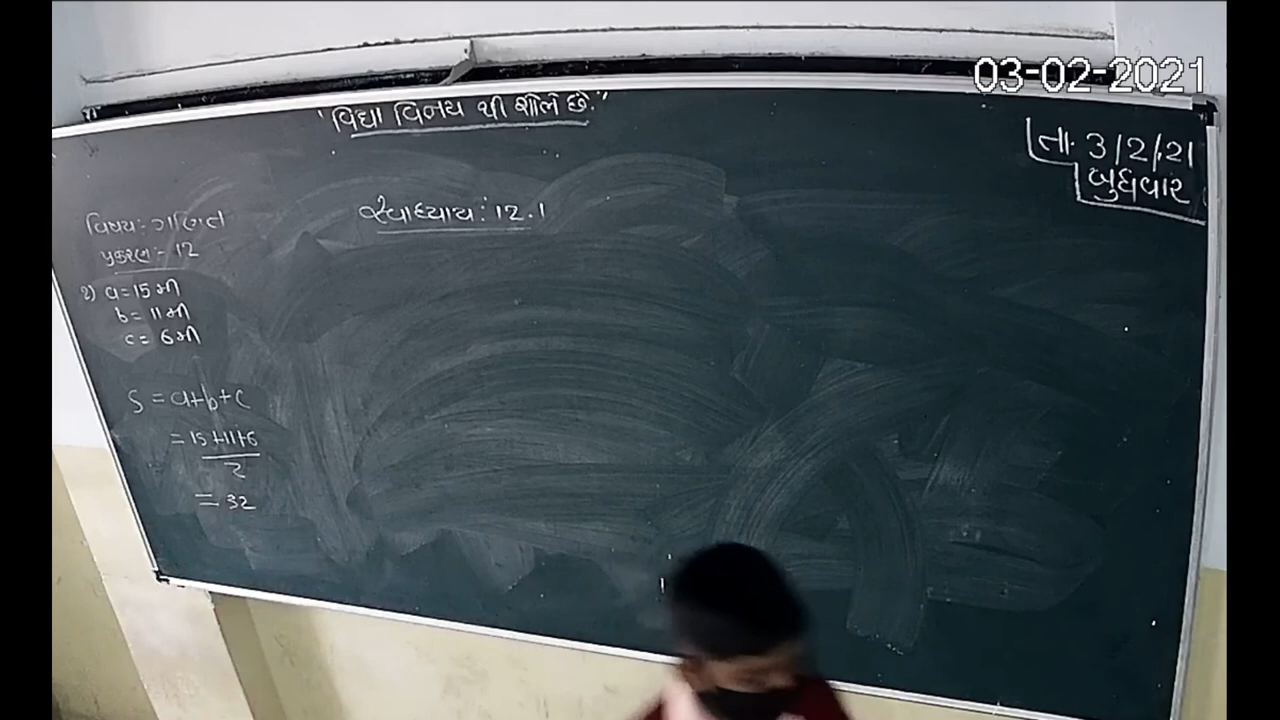 03-02-2021
"વિદ્યા વિનય થી શોભે છે."
તા. 3/2/21
બુધવાર
વિષય: ગણિત
સ્વાધ્યાય: 12.1
પ્રકરણ:- 12
૨) a = 15 મી
b = 11 મી
c = 6 મી
S = a+b+c
= 15+11+6
2
= 32